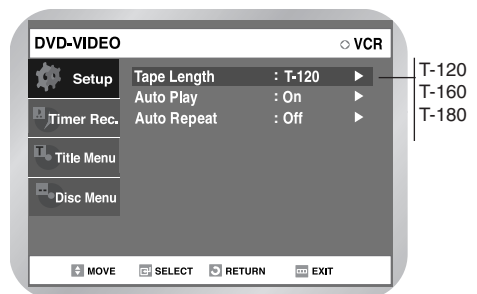 DVD-VIDEO ○ VCR
Setup
Timer Rec.
Title Menu
Disc Menu
Tape Length : T-120 ►
Auto Play : On ►
Auto Repeat : Off ►
T-120
T-160
T-180
MOVE SELECT RETURN EXIT